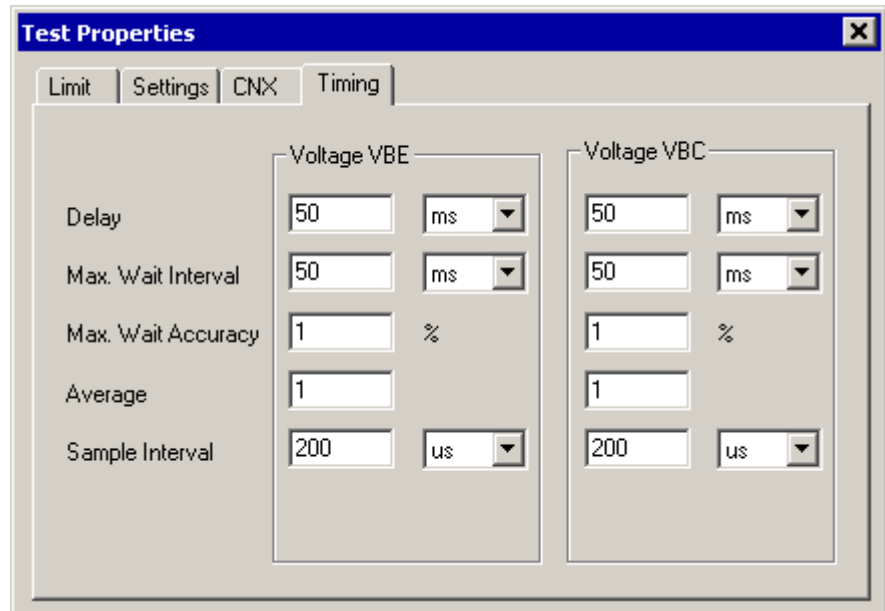 Test Properties
Limit Settings CNX Timing
Voltage VBE Voltage VBC
Delay 50 ms 50 ms
Max. Wait Interval 50 ms 50 ms
Max. Wait Accuracy 1 % 1 %
Average 1 1
Sample Interval 200 us 200 us